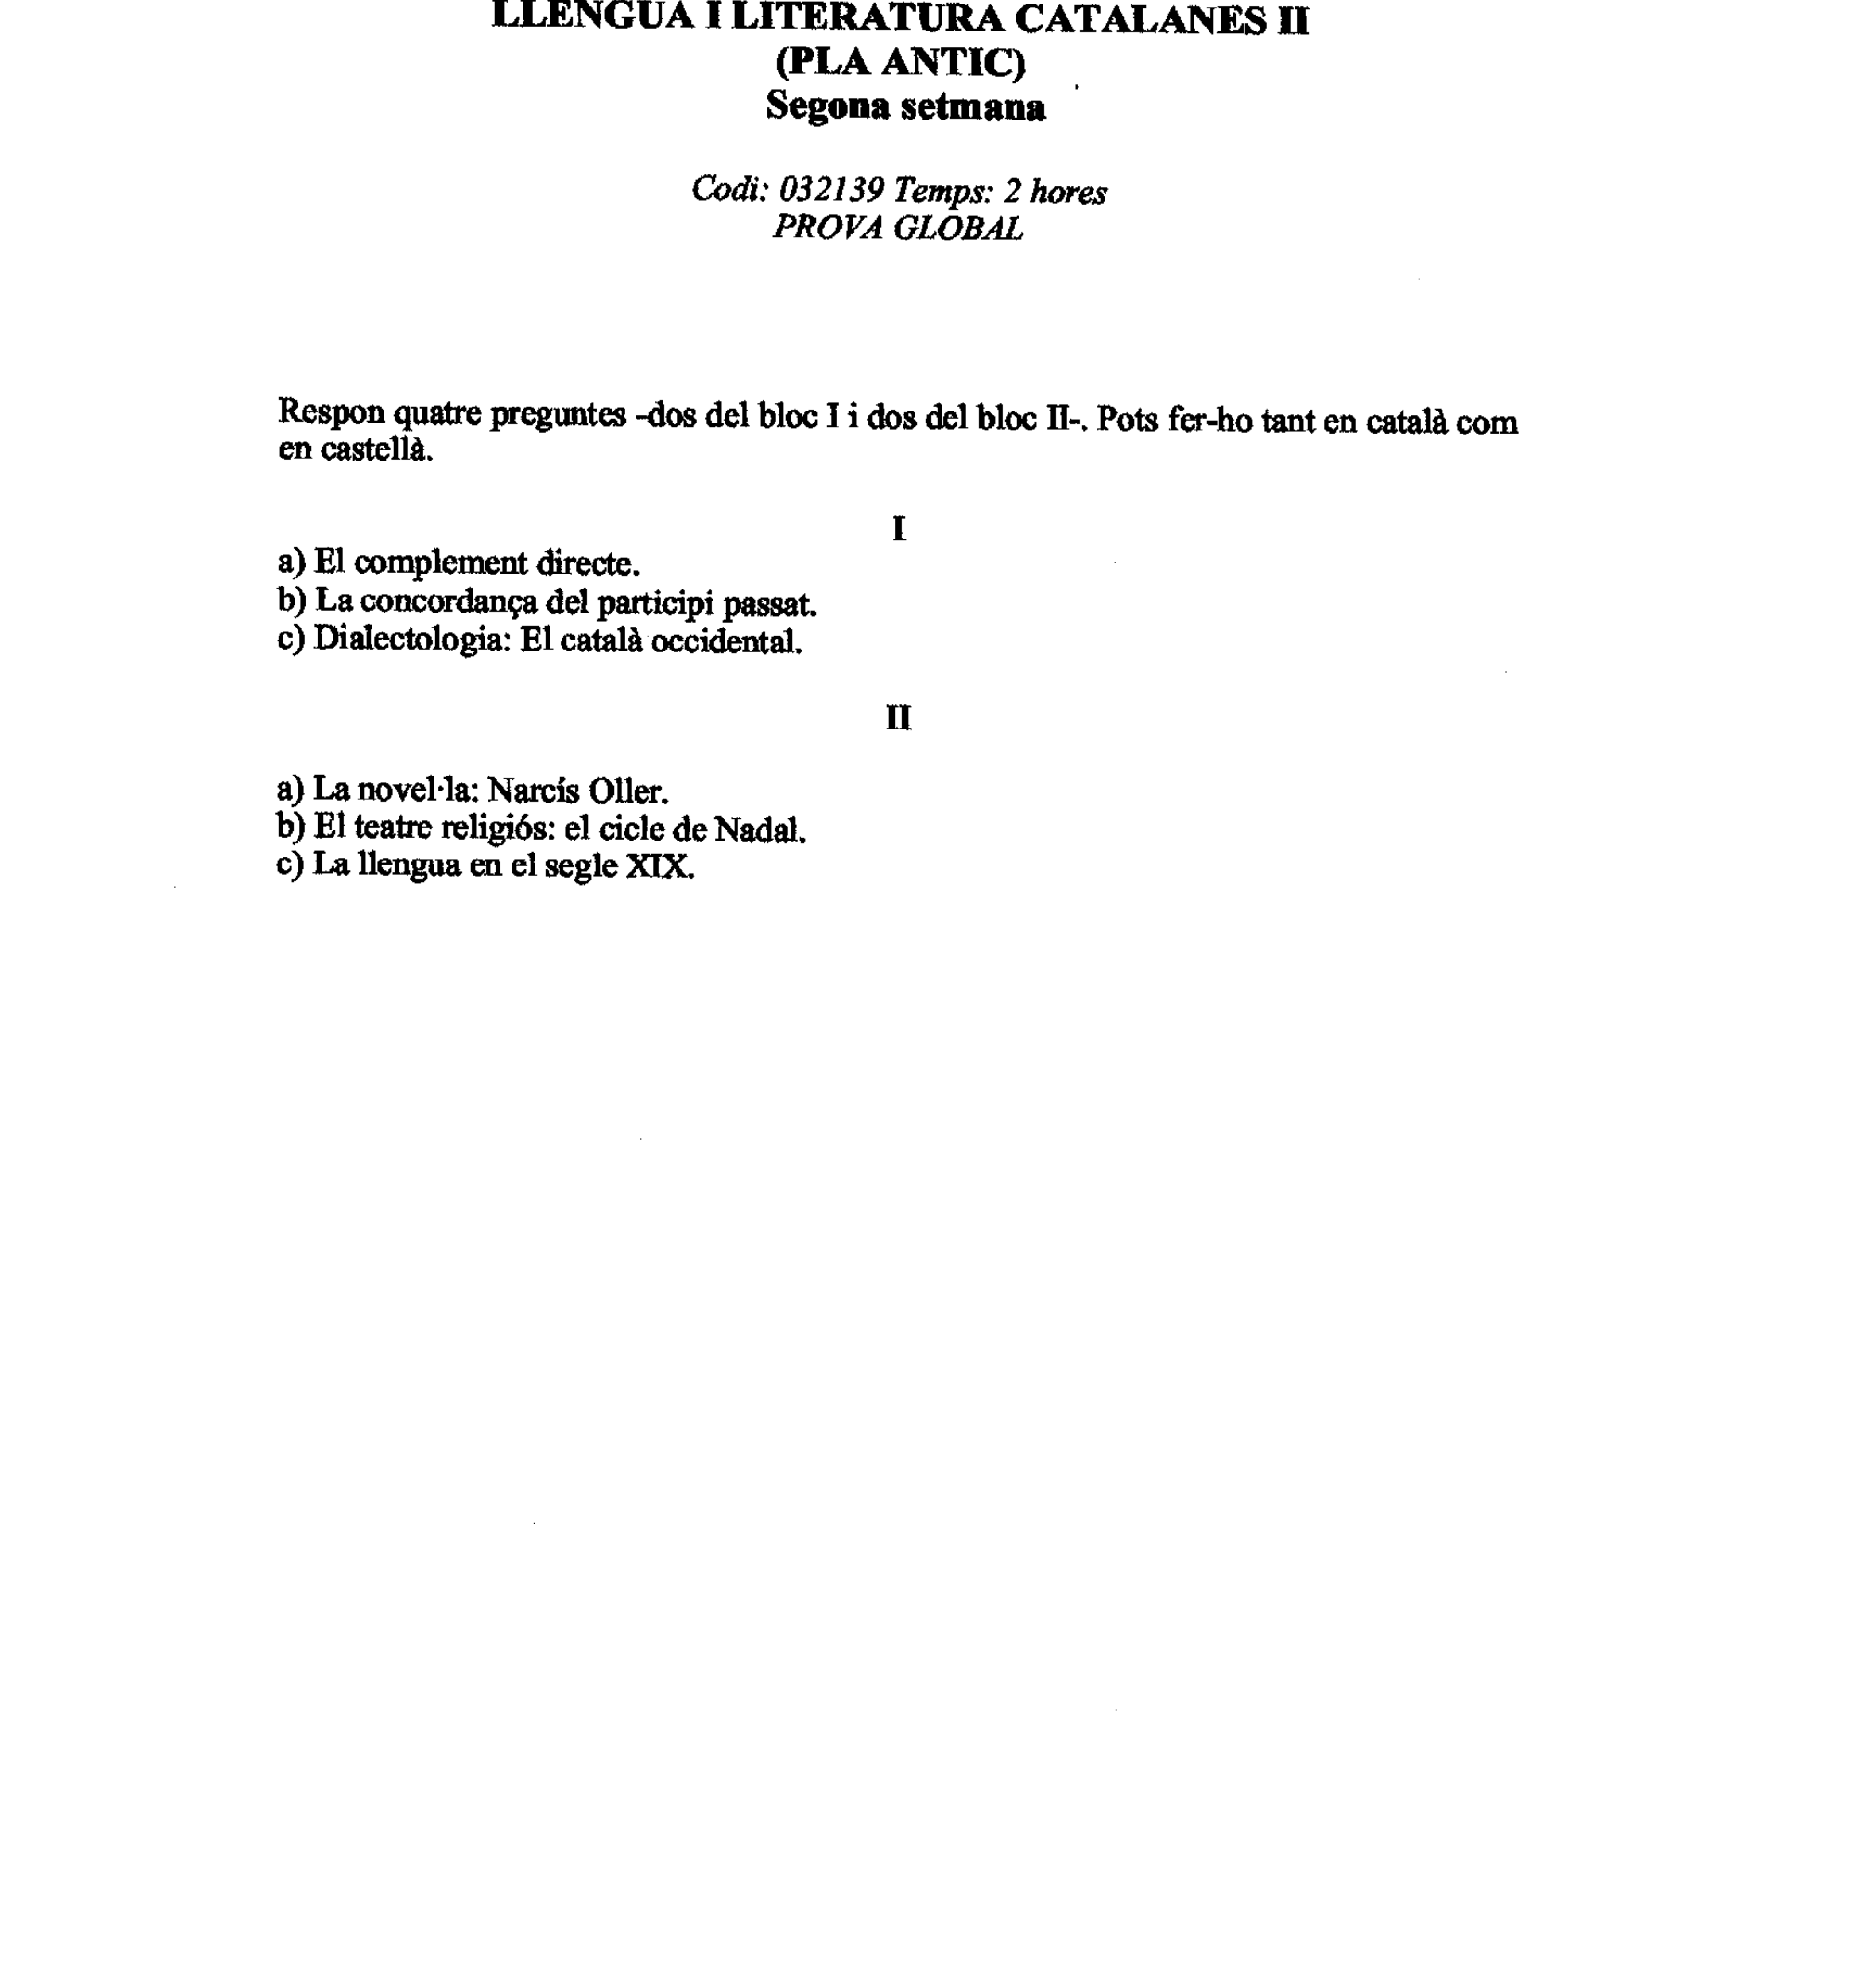 LLENGUA I LITERATURA CATALANES II
(PLA ANTIC)
Segona setmana
Codi: 032139 Temps: 2 hores
PROVA GLOBAL
Respon quatre preguntes -dos del bloc I i dos del bloc II-. Pots fer-ho tant en català com
en castellà.
I
a) El complement directe.
b) La concordança del participi passat.
c) Dialectologia: El català occidental.
II
a) La novel·la: Narcís Oller.
b) El teatre religiós: el cicle de Nadal.
c) La llengua en el segle XIX.